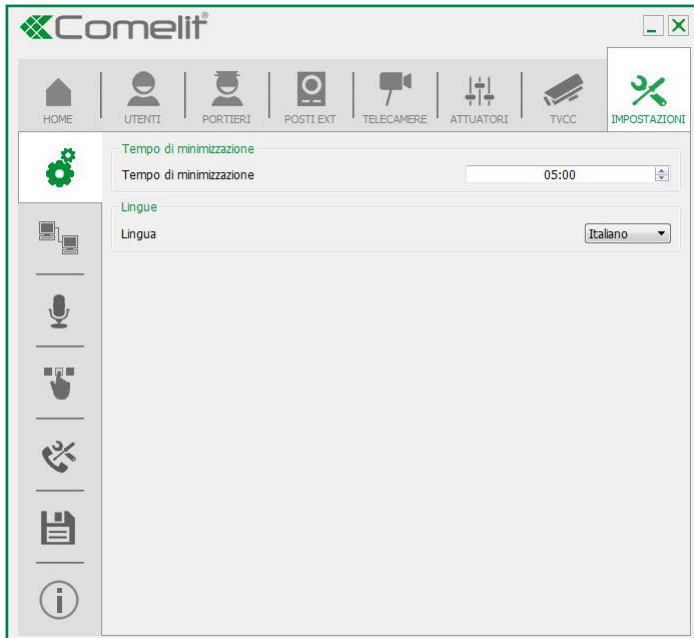 Comelit®
HOME
UTENTI
PORTIERI
POSTI EXT
TELECAMERE
ATTUATORI
TVCC
IMPOSTAZIONI
Tempo di minimizzazione
Tempo di minimizzazione 05:00
Lingue
Lingua Italiano